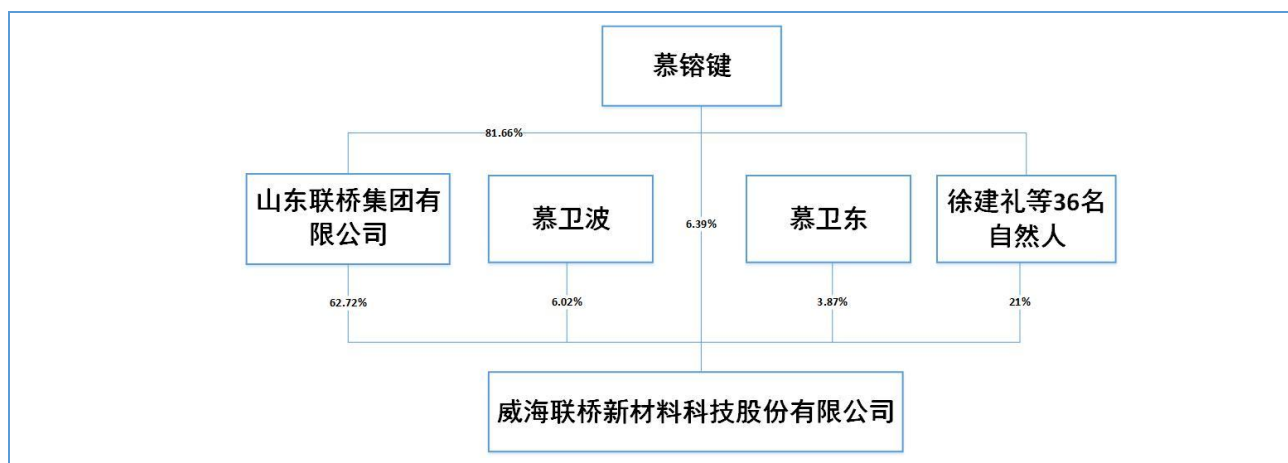 慕镕键
81.66%
山东联桥集团有
限公司
慕卫波
6.39%
慕卫东
徐建礼等36名
自然人
62.72%
6.02%
3.87%
21%
威海联桥新材料科技股份有限公司